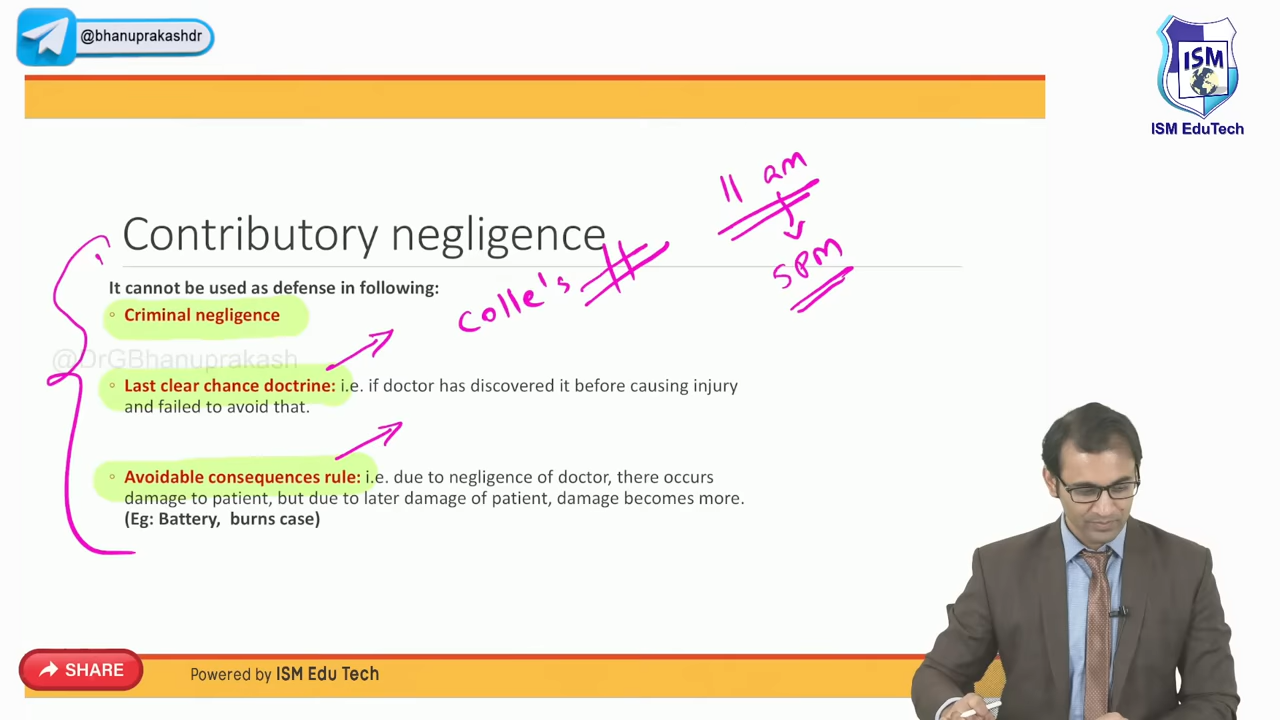 @bhanuprakashdr
ISM
ISM EduTech
11 am
5PM
Contributory negligence
Colle's #
It cannot be used as defense in following:
◦ Criminal negligence
@DrGBhanuprakash
◦ Last clear chance doctrine: i.e. if doctor has discovered it before causing injury
and failed to avoid that.
◦ Avoidable consequences rule: i.e. due to negligence of doctor, there occurs
damage to patient, but due to later damage of patient, damage becomes more.
(Eg: Battery, burns case)
SHARE
Powered by ISM Edu Tech